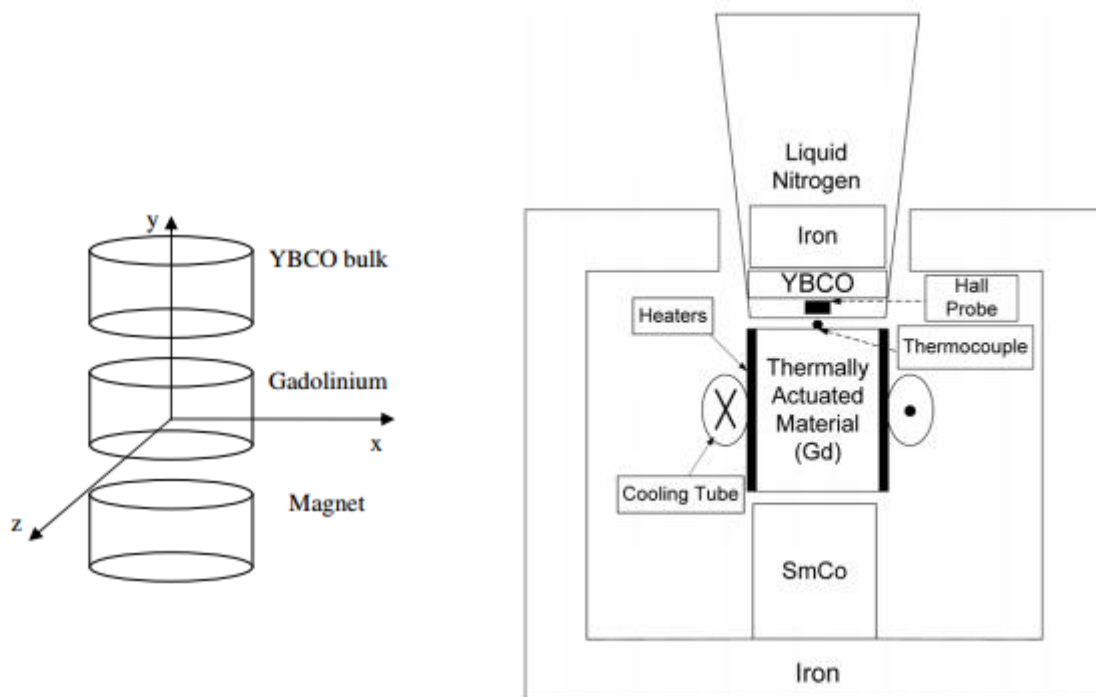 y
YBCO bulk
Gadolinium
x
z
Magnet
Liquid
Nitrogen
Iron
YBCO
Hall
Probe
Heaters
Thermocouple
Thermally
Actuated
Material
(Gd)
X
Cooling Tube
SmCo
Iron